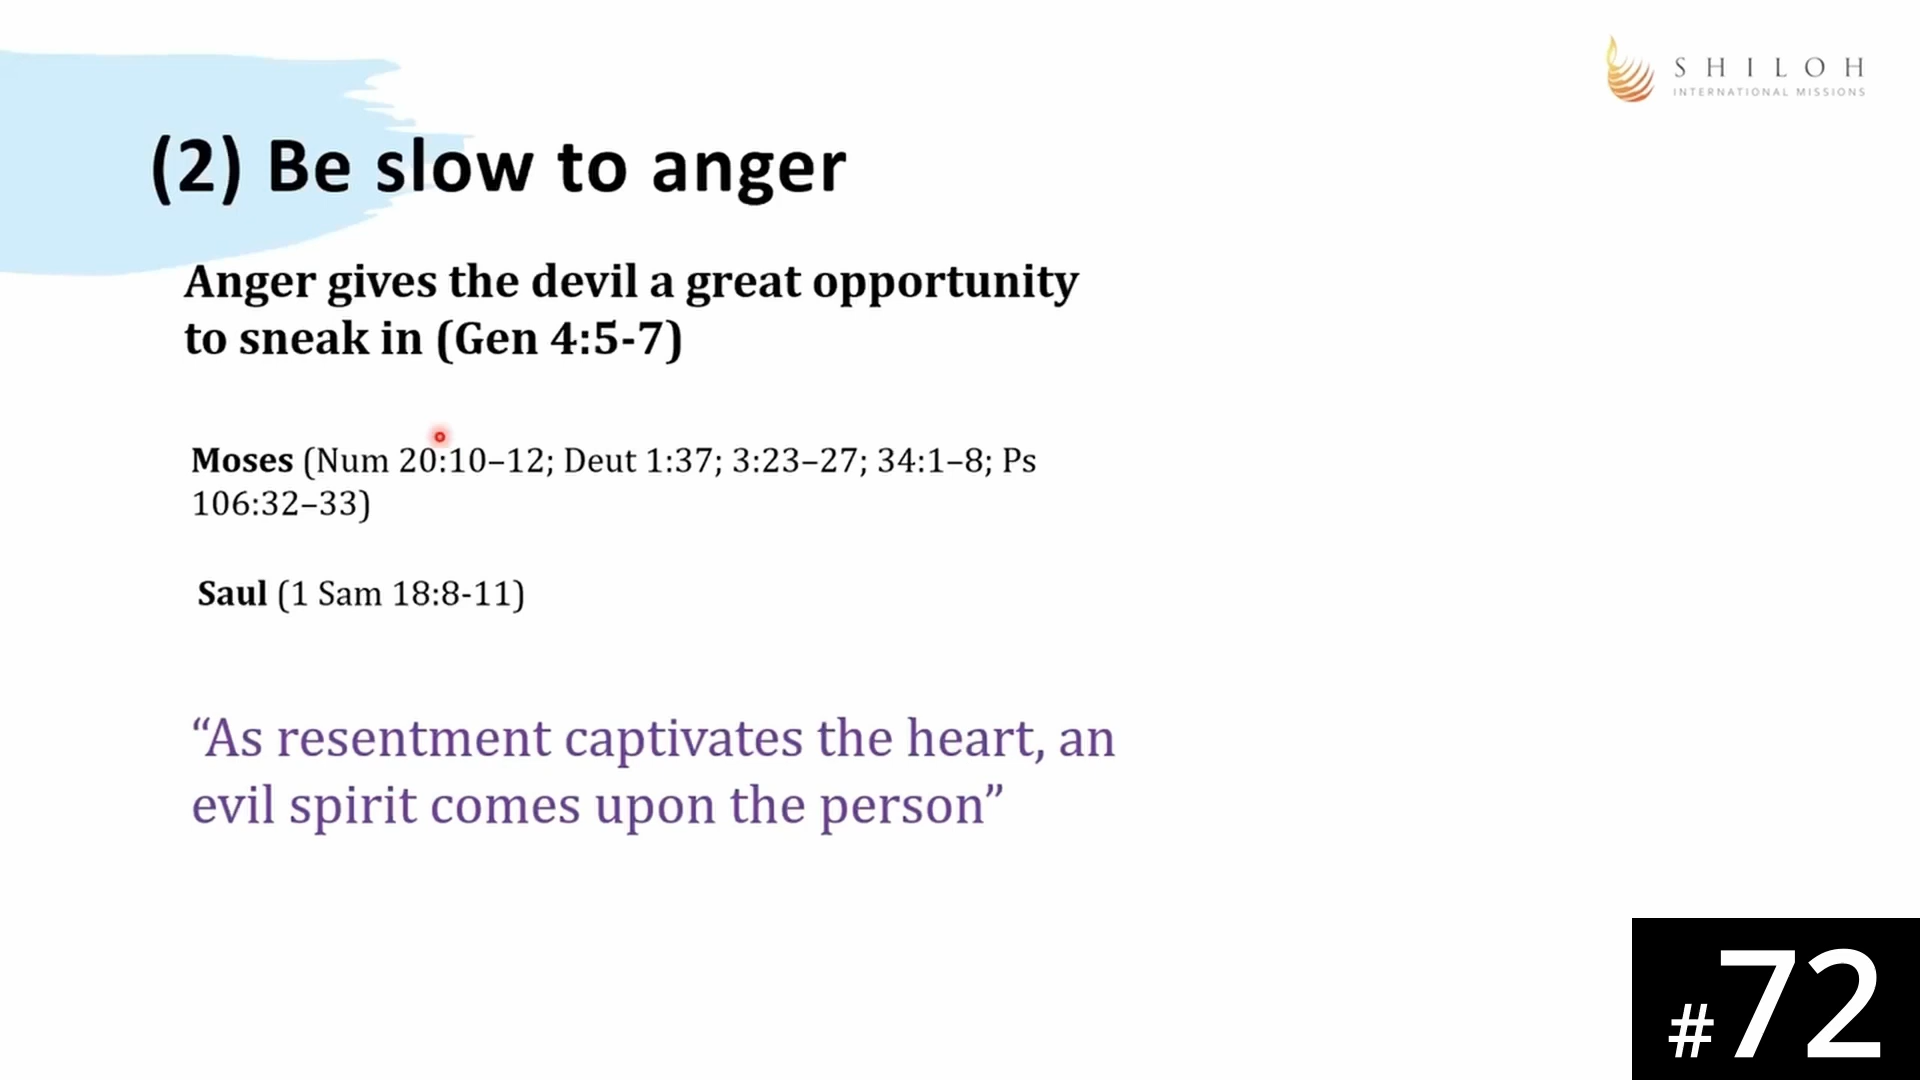 SHILOH
INTERNATIONAL MISSIONS
(2) Be slow to anger
Anger gives the devil a great opportunity
to sneak in (Gen 4:5-7)
Moses (Num 20:10–12; Deut 1:37; 3:23–27; 34:1–8; Ps
106:32–33)
Saul (1 Sam 18:8-11)
“As resentment captivates the heart, an
evil spirit comes upon the person”
#72